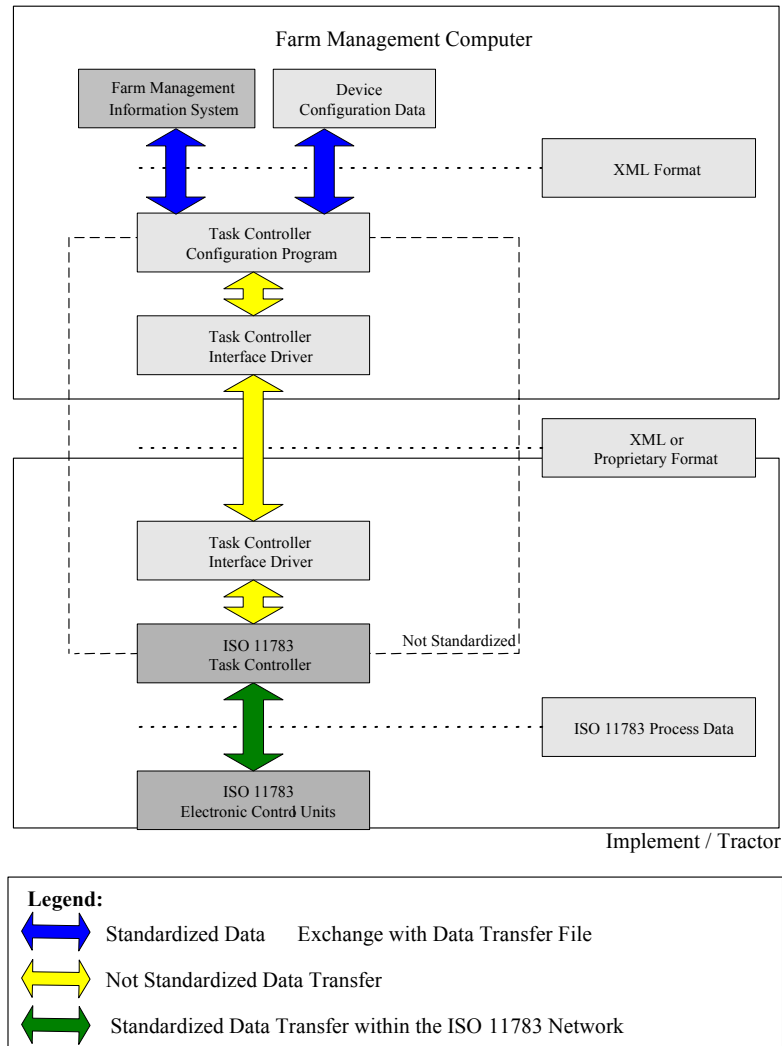 Farm Management Computer
Farm Management
Information System
Device
Configuration Data
XML Format
Task Controller
Configuration Program
Task Controller
Interface Driver
XML or
Proprietary Format
Task Controller
Interface Driver
ISO 11783
Task Controller
Not Standardized
ISO 11783 Process Data
ISO 11783
Electronic Control Units
Implement / Tractor
Legend:
Standardized Data Exchange with Data Transfer File
Not Standardized Data Transfer
Standardized Data Transfer within the ISO 11783 Network